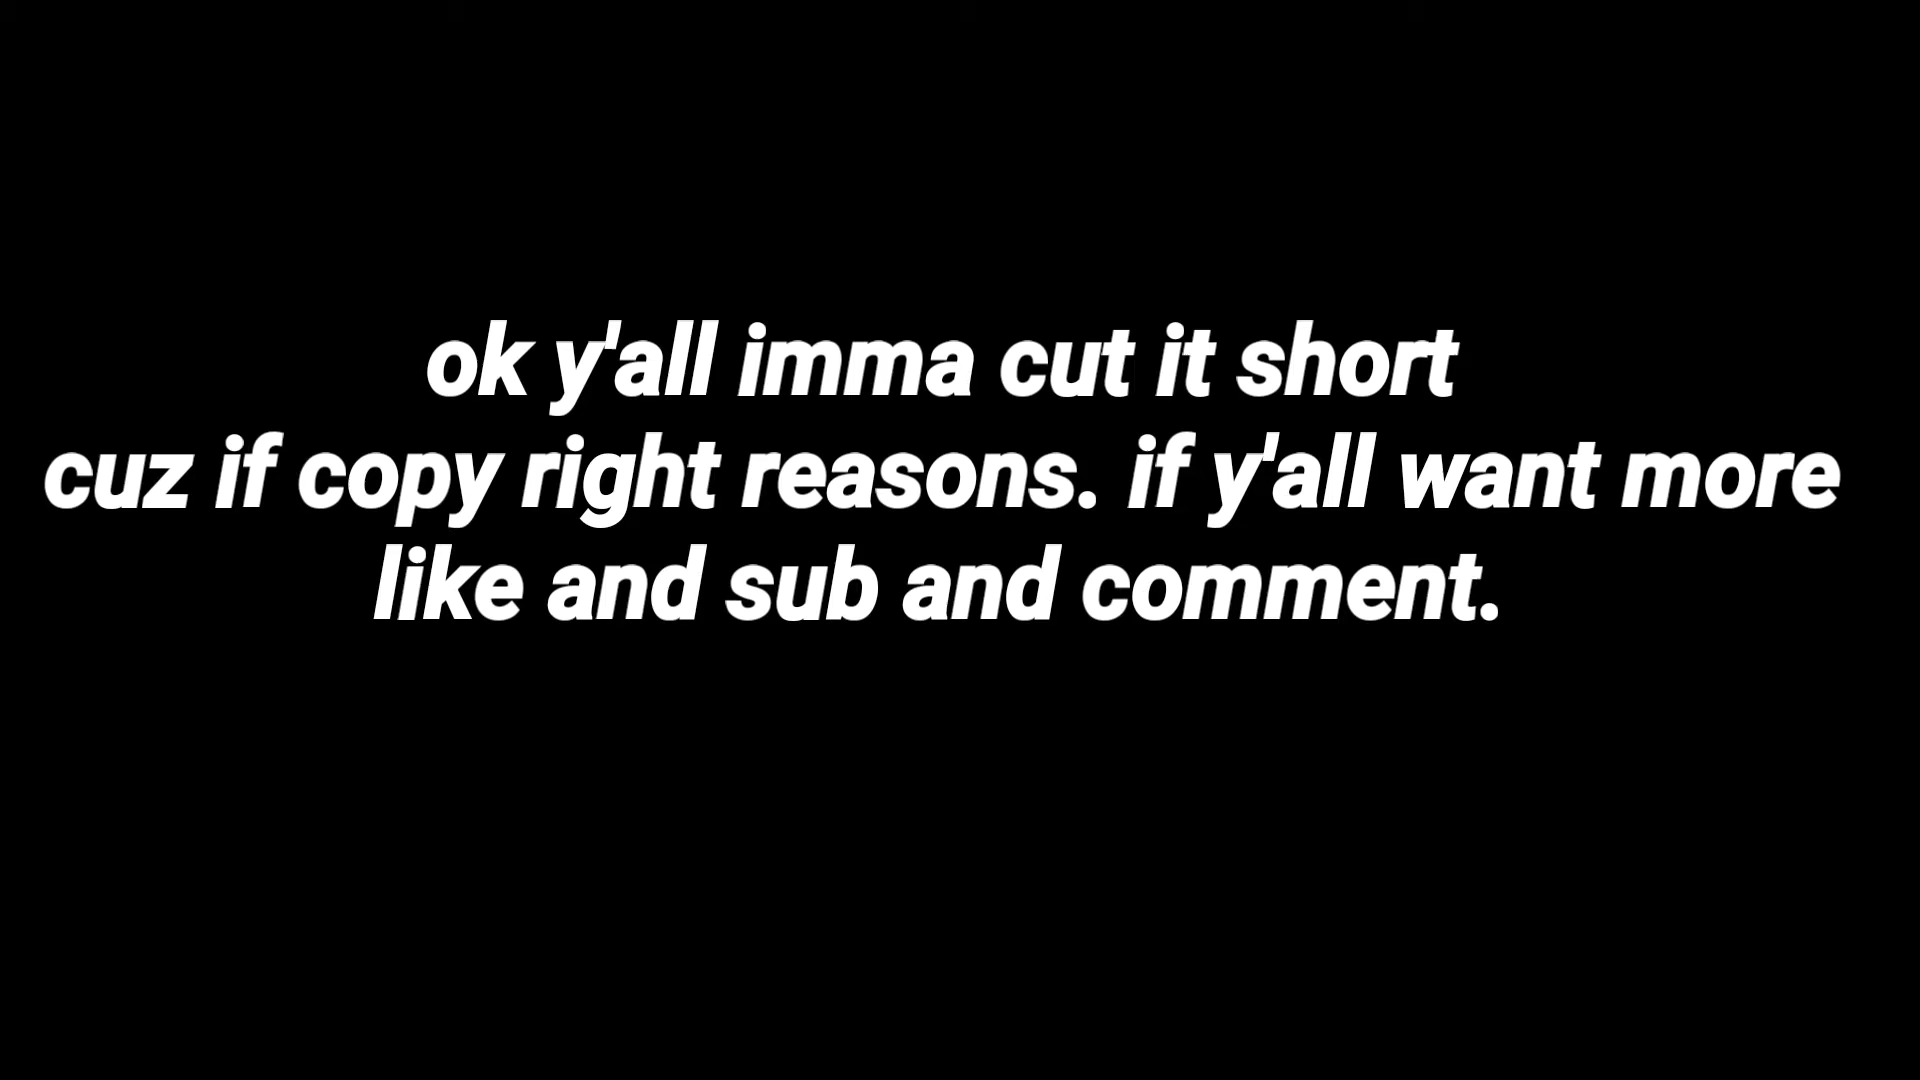 ok y'all imma cut it short
cuz if copy right reasons. if y'all want more
like and sub and comment.